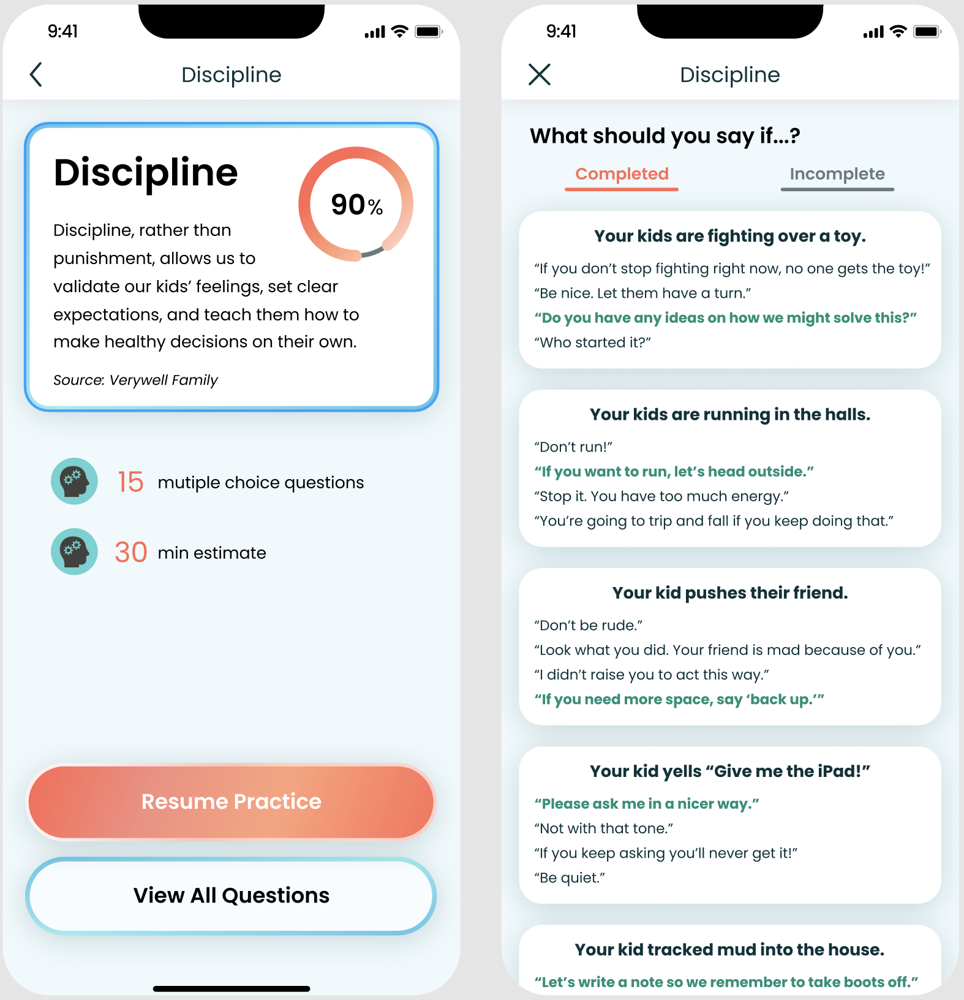 9:41
Discipline
Discipline
90%
Discipline, rather than
punishment, allows us to
validate our kids’ feelings, set clear
expectations, and teach them how to
make healthy decisions on their own.
Source: Verywell Family
15 mutiple choice questions
30 min estimate
Resume Practice
View All Questions
9:41
Discipline
What should you say if...?
Completed Incomplete
Your kids are fighting over a toy.
“If you don’t stop fighting right now, no one gets the toy!”
“Be nice. Let them have a turn.”
“Do you have any ideas on how we might solve this?”
“Who started it?”
Your kids are running in the halls.
“Don’t run!”
“If you want to run, let’s head outside.”
“Stop it. You have too much energy.”
“You’re going to trip and fall if you keep doing that.”
Your kid pushes their friend.
“Don’t be rude.”
“Look what you did. Your friend is mad because of you.”
“I didn’t raise you to act this way.”
“If you need more space, say ‘back up.’”
Your kid yells “Give me the iPad!”
“Please ask me in a nicer way.”
“Not with that tone.”
“If you keep asking you’ll never get it!”
“Be quiet.”
Your kid tracked mud into the house.
“Let’s write a note so we remember to take boots off.”